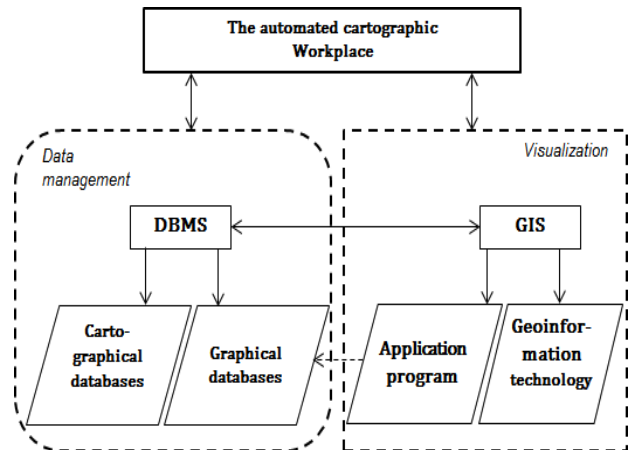 The automated cartographic
Workplace
Data
management
Visualization
DBMS
GIS
Carto-
graphical
databases
Graphical
databases
Application
program
Geoinfor-
mation
technology